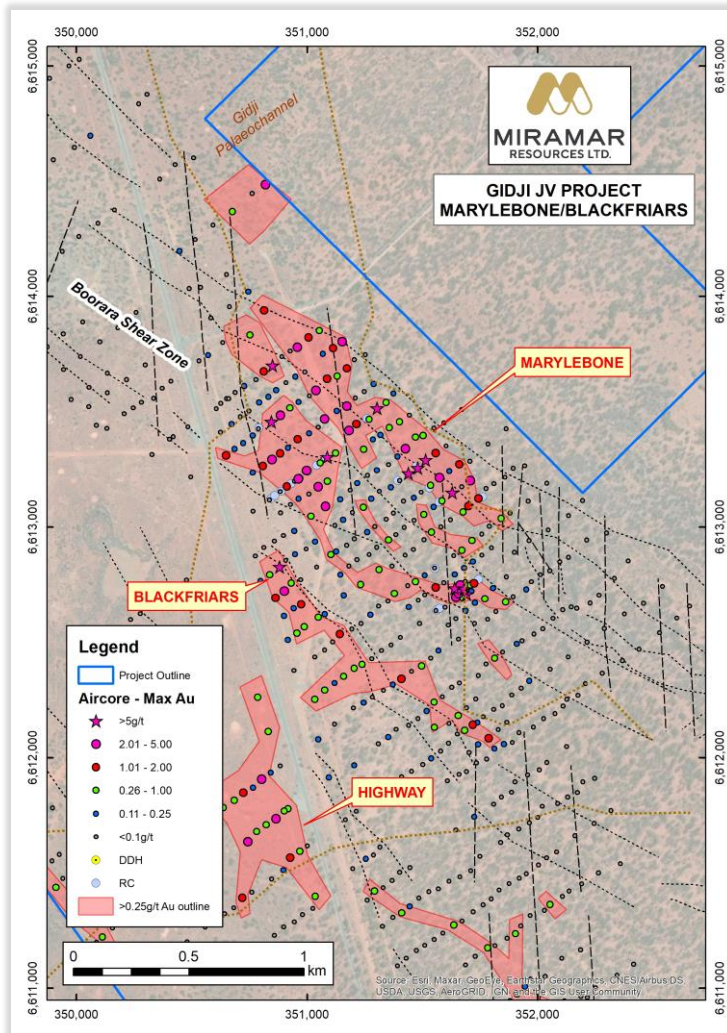 350,000
351,000
352,000
6,615,000
6,615,000
Gidji
Palaeochannel
MIRAMAR
RESOURCES LTD.
GIDJI JV PROJECT
MARYLEBONE/BLACKFRIARS
6,614,000
6,614,000
Boorara Shear Zone
MARYLEBONE
6,613,000
6,613,000
BLACKFRIARS
Legend
Project Outline
Aircore - Max Au
>5g/t
2.01 - 5.00
1.01 - 2.00
0.26 - 1.00
0.11 - 0.25
<0.1g/t
DDH
RC
>0.25g/t Au outline
6,612,000
6,612,000
HIGHWAY
0 0.5 1
km
Source: Esri, Maxar, GeoEye, Earthstar Geographics, CNES/Airbus DS,
USDA, USGS, AeroGRID, IGN, and the GIS User Community
6,611,000
6,611,000
350,000
351,000
352,000